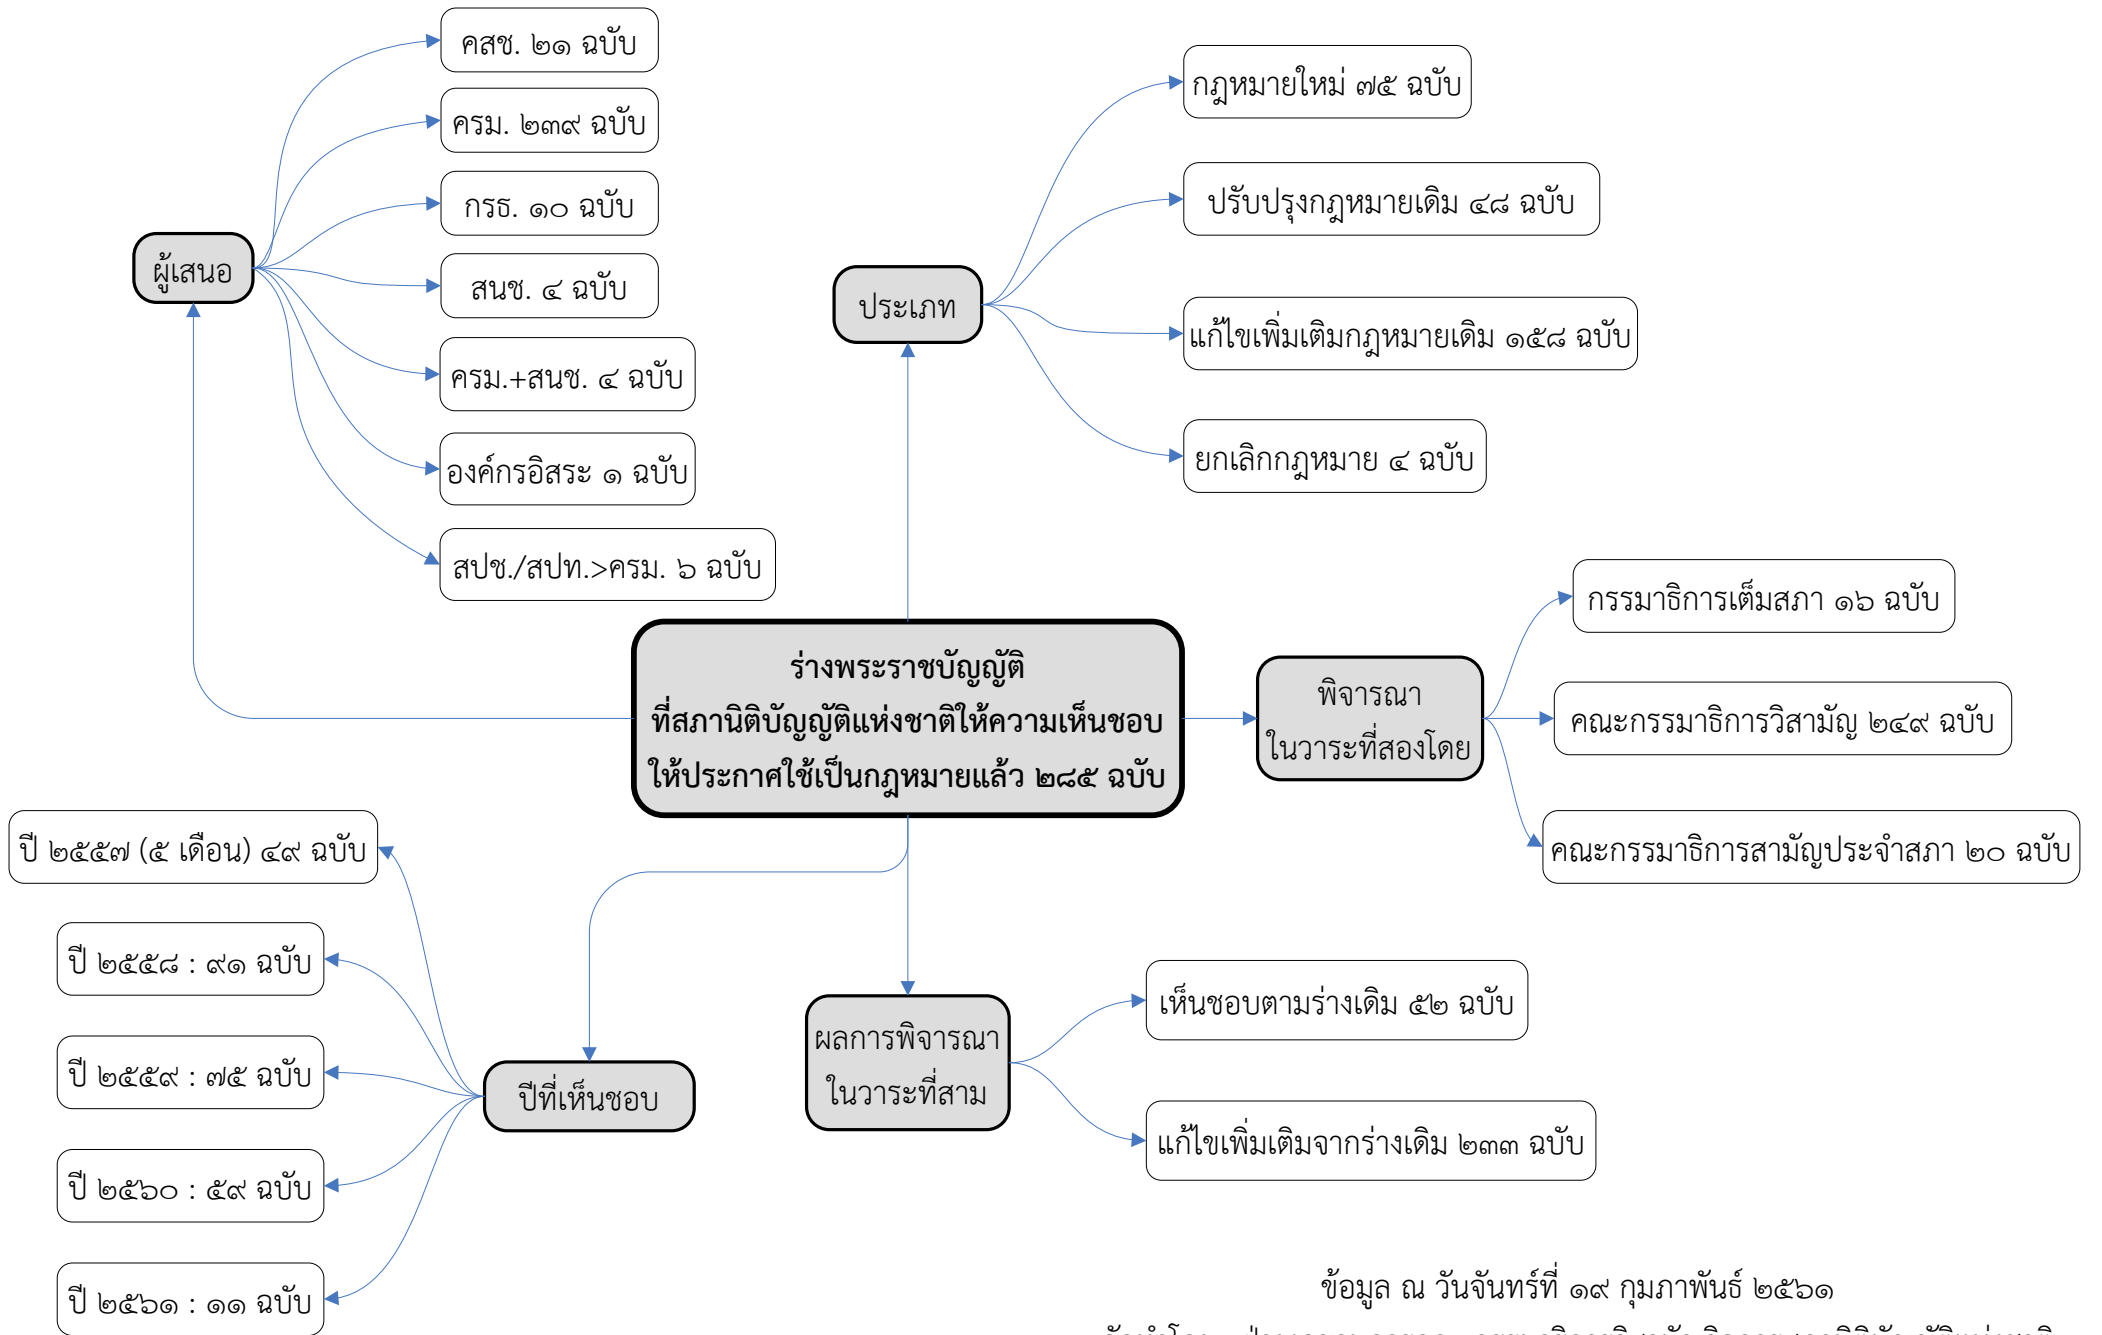 คสช. ๒๑ ฉบับ
ครม. ๒๓๙ ฉบับ
กรธ. ๑๐ ฉบับ
สนช. ๔ ฉบับ
ครม.+สนช. ๔ ฉบับ
องค์กรอิสระ ๑ ฉบับ
สปช./สปท.>ครม. ๖ ฉบับ
ผู้เสนอ
กฎหมายใหม่ ๗๕ ฉบับ
ปรับปรุงกฎหมายเดิม ๔๘ ฉบับ
แก้ไขเพิ่มเติมกฎหมายเดิม ๑๕๘ ฉบับ
ยกเลิกกฎหมาย ๔ ฉบับ
ประเภท
ร่างพระราชบัญญัติ
ที่สภานิติบัญญัติแห่งชาติให้ความเห็นชอบ
ให้ประกาศใช้เป็นกฎหมายแล้ว ๒๘๕ ฉบับ
พิจารณา
ในวาระที่สองโดย
กรรมาธิการเต็มสภา ๑๖ ฉบับ
คณะกรรมาธิการวิสามัญ ๒๔๙ ฉบับ
คณะกรรมาธิการสามัญประจำสภา ๒๐ ฉบับ
ปี ๒๕๕๗ (๕ เดือน) ๔๙ ฉบับ
ปี ๒๕๕๘ : ๙๑ ฉบับ
ปี ๒๕๕๙ : ๗๕ ฉบับ
ปี ๒๕๖๐ : ๕๙ ฉบับ
ปี ๒๕๖๑ : ๑๑ ฉบับ
ปีที่เห็นชอบ
ผลการพิจารณา
ในวาระที่สาม
เห็นชอบตามร่างเดิม ๕๒ ฉบับ
แก้ไขเพิ่มเติมจากร่างเดิม ๒๓๓ ฉบับ
ข้อมูล ณ วันจันทร์ที่ ๑๙ กุมภาพันธ์ ๒๕๖๑